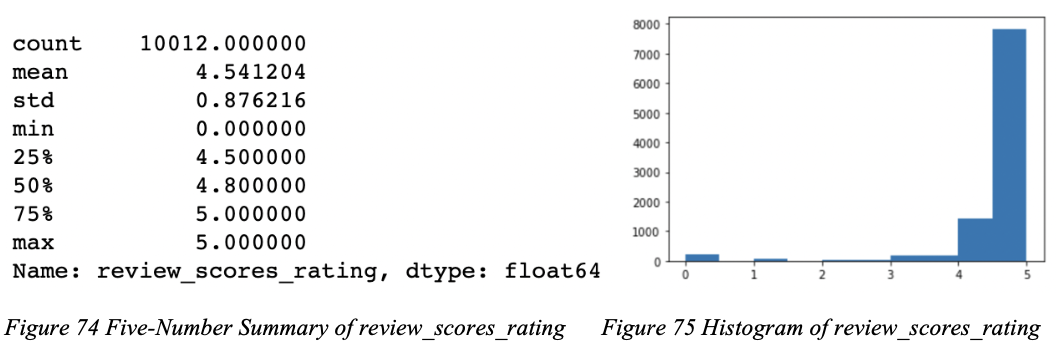 count 10012.000000
mean 4.541204
std 0.876216
min 0.000000
25% 4.500000
50% 4.800000
75% 5.000000
max 5.000000
Name: review_scores_rating, dtype: float64
Figure 74 Five-Number Summary of review_scores_rating
8000
7000
6000
5000
4000
3000
2000
1000
0
0 1 2 3 4 5
Figure 75 Histogram of review_scores_rating